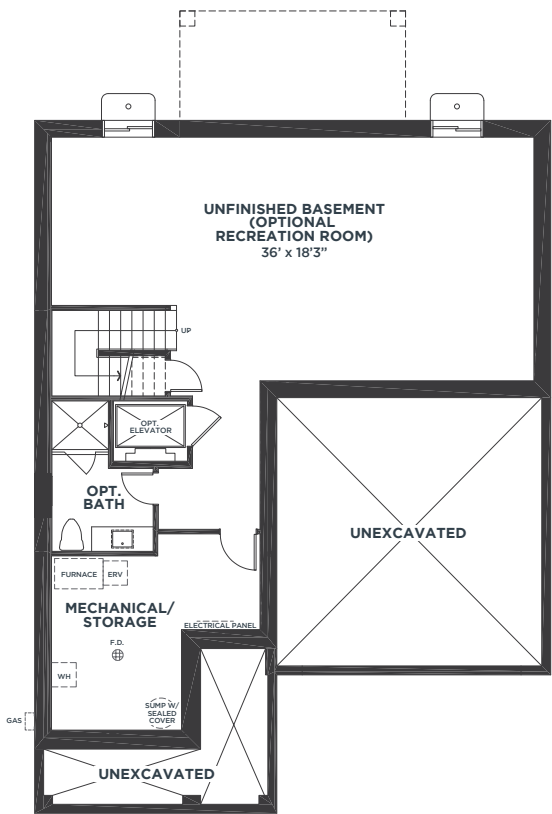 UNFINISHED BASEMENT
(OPTIONAL
RECREATION ROOM)
36’ x 18’3”
UP
OPT.
ELEVATOR
OPT.
BATH
UNEXCAVATED
FURNACE
ERV
MECHANICAL/
STORAGE
ELECTRICAL PANEL
F.D.
WH
SUMP W/
SEALED
COVER
GAS
UNEXCAVATED